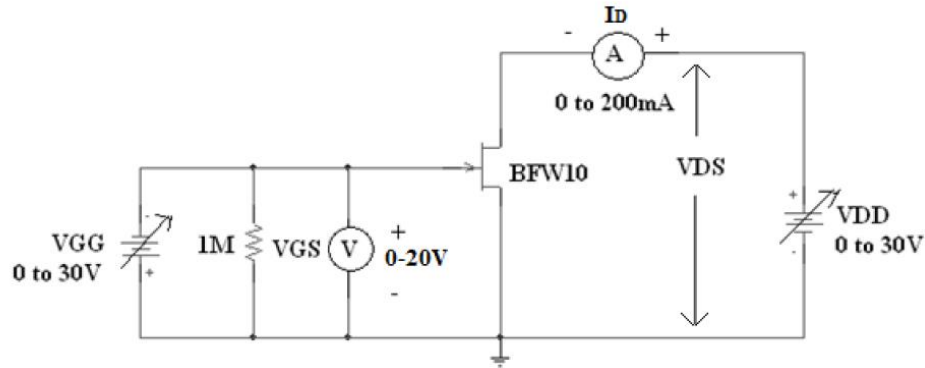 ID
- +
A
0 to 200mA
BFW10
VDS
VGG
0 to 30V
- 
+
1M
VGS
V
+
0-20V
-
+
VDD
0 to 30V
-